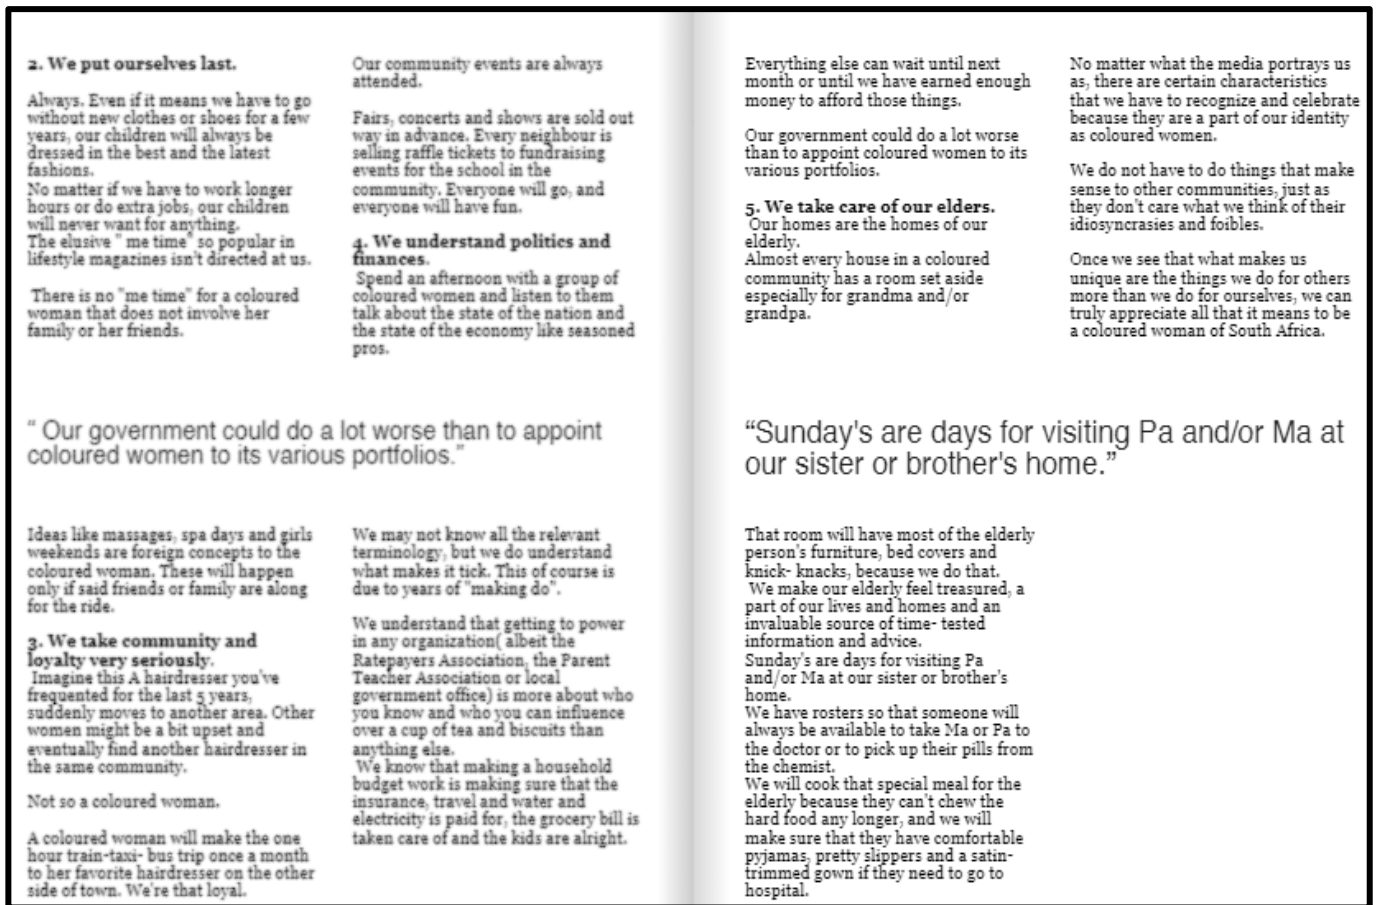 2. We put ourselves last.
Always. Even if it means we have to go
without new clothes or shoes for a few
years, our children will always be
dressed in the best and the latest
fashions.
No matter if we have to work longer
hours or do extra jobs, our children
will never want for anything.
The elusive " me time" so popular in
lifestyle magazines isn't directed at us.
There is no "me time" for a coloured
woman that does not involve her
family or her friends.
“ Our government could do a lot worse than to appoint
coloured women to its various portfolios.”
Ideas like massages, spa days and girls
weekends are foreign concepts to the
coloured woman. These will happen
only if said friends or family are along
for the ride.
3. We take community and
loyalty very seriously.
Imagine this A hairdresser you've
frequented for the last 5 years,
suddenly moves to another area. Other
women might be a bit upset and
eventually find another hairdresser in
the same community.
Not so a coloured woman.
A coloured woman will make the one
hour train-taxi- bus trip once a month
to her favorite hairdresser on the other
side of town. We're that loyal.
Our community events are always
attended.
Fairs, concerts and shows are sold out
way in advance. Every neighbour is
selling raffle tickets to fundraising
events for the school in the
community. Everyone will go, and
everyone will have fun.
4. We understand politics and
finances.
Spend an afternoon with a group of
coloured women and listen to them
talk about the state of the nation and
the state of the economy like seasoned
pros.
We may not know all the relevant
terminology, but we do understand
what makes it tick. This of course is
due to years of "making do".
We understand that getting to power
in any organization( albeit the
Ratepayers Association, the Parent
Teacher Association or local
government office) is more about who
you know and who you can influence
over a cup of tea and biscuits than
anything else.
We know that making a household
budget work is making sure that the
insurance, travel and water and
electricity is paid for, the grocery bill is
taken care of and the kids are alright.
Everything else can wait until next
month or until we have earned enough
money to afford those things.
Our government could do a lot worse
than to appoint coloured women to its
various portfolios.
5. We take care of our elders.
Our homes are the homes of our
elderly.
Almost every house in a coloured
community has a room set aside
especially for grandma and/or
grandpa.
“Sunday's are days for visiting Pa and/or Ma at
our sister or brother's home.”
That room will have most of the elderly
person's furniture, bed covers and
knick- knacks, because we do that.
We make our elderly feel treasured, a
part of our lives and homes and an
invaluable source of time- tested
information and advice.
Sunday's are days for visiting Pa
and/or Ma at our sister or brother's
home.
We have rosters so that someone will
always be available to take Ma or Pa to
the doctor or to pick up their pills from
the chemist.
We will cook that special meal for the
elderly because they can't chew the
hard food any longer, and we will
make sure that they have comfortable
pyjamas, pretty slippers and a satin-
trimmed gown if they need to go to
hospital.
No matter what the media portrays us
as, there are certain characteristics
that we have to recognize and celebrate
because they are a part of our identity
as coloured women.
We do not have to do things that make
sense to other communities, just as
they don't care what we think of their
idiosyncrasies and foibles.
Once we see that what makes us
unique are the things we do for others
more than we do for ourselves, we can
truly appreciate all that it means to be
a coloured woman of South Africa.